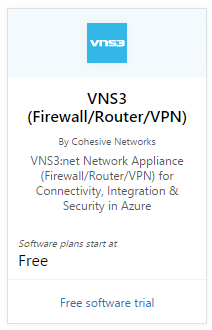 vns3
VNS3
(Firewall/Router/VPN)
By Cohesive Networks
VNS3:net Network Appliance
(Firewall/Router/VPN) for
Connectivity, Integration &
Security in Azure
Software plans start at
Free
Free software trial